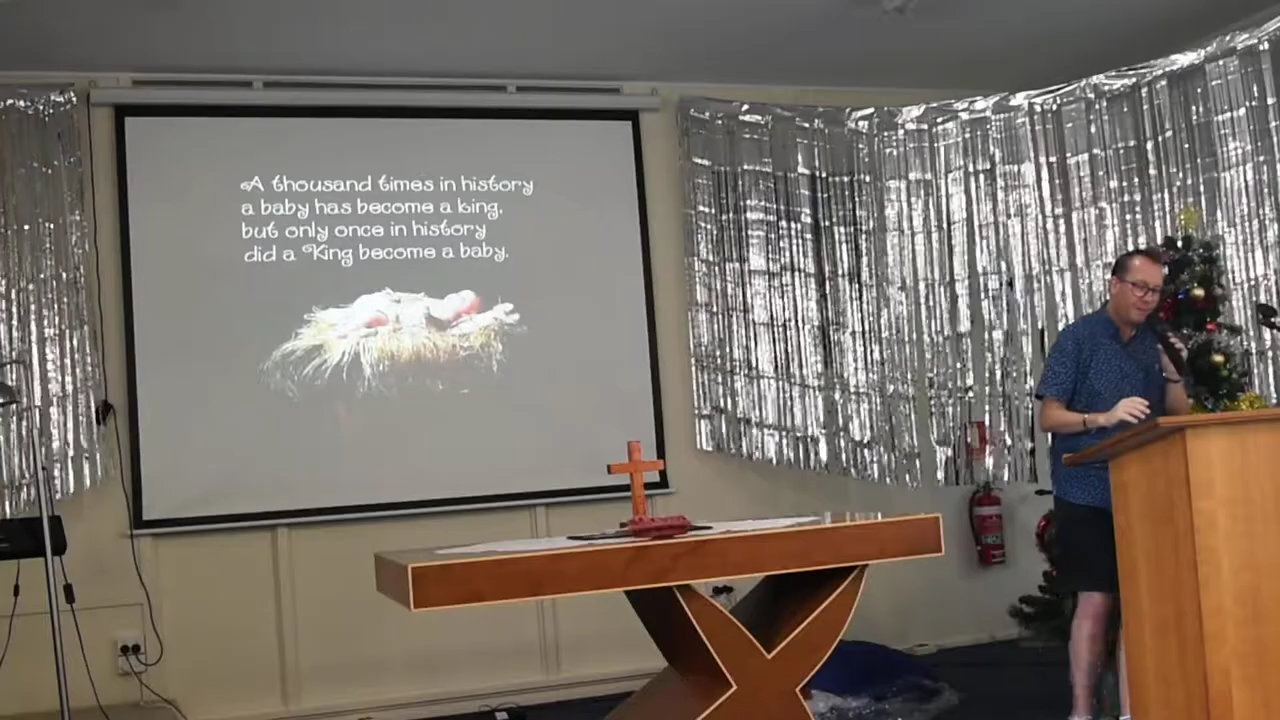 A thousand times in history
a baby has become a king,
but only once in history
did a King become a baby.